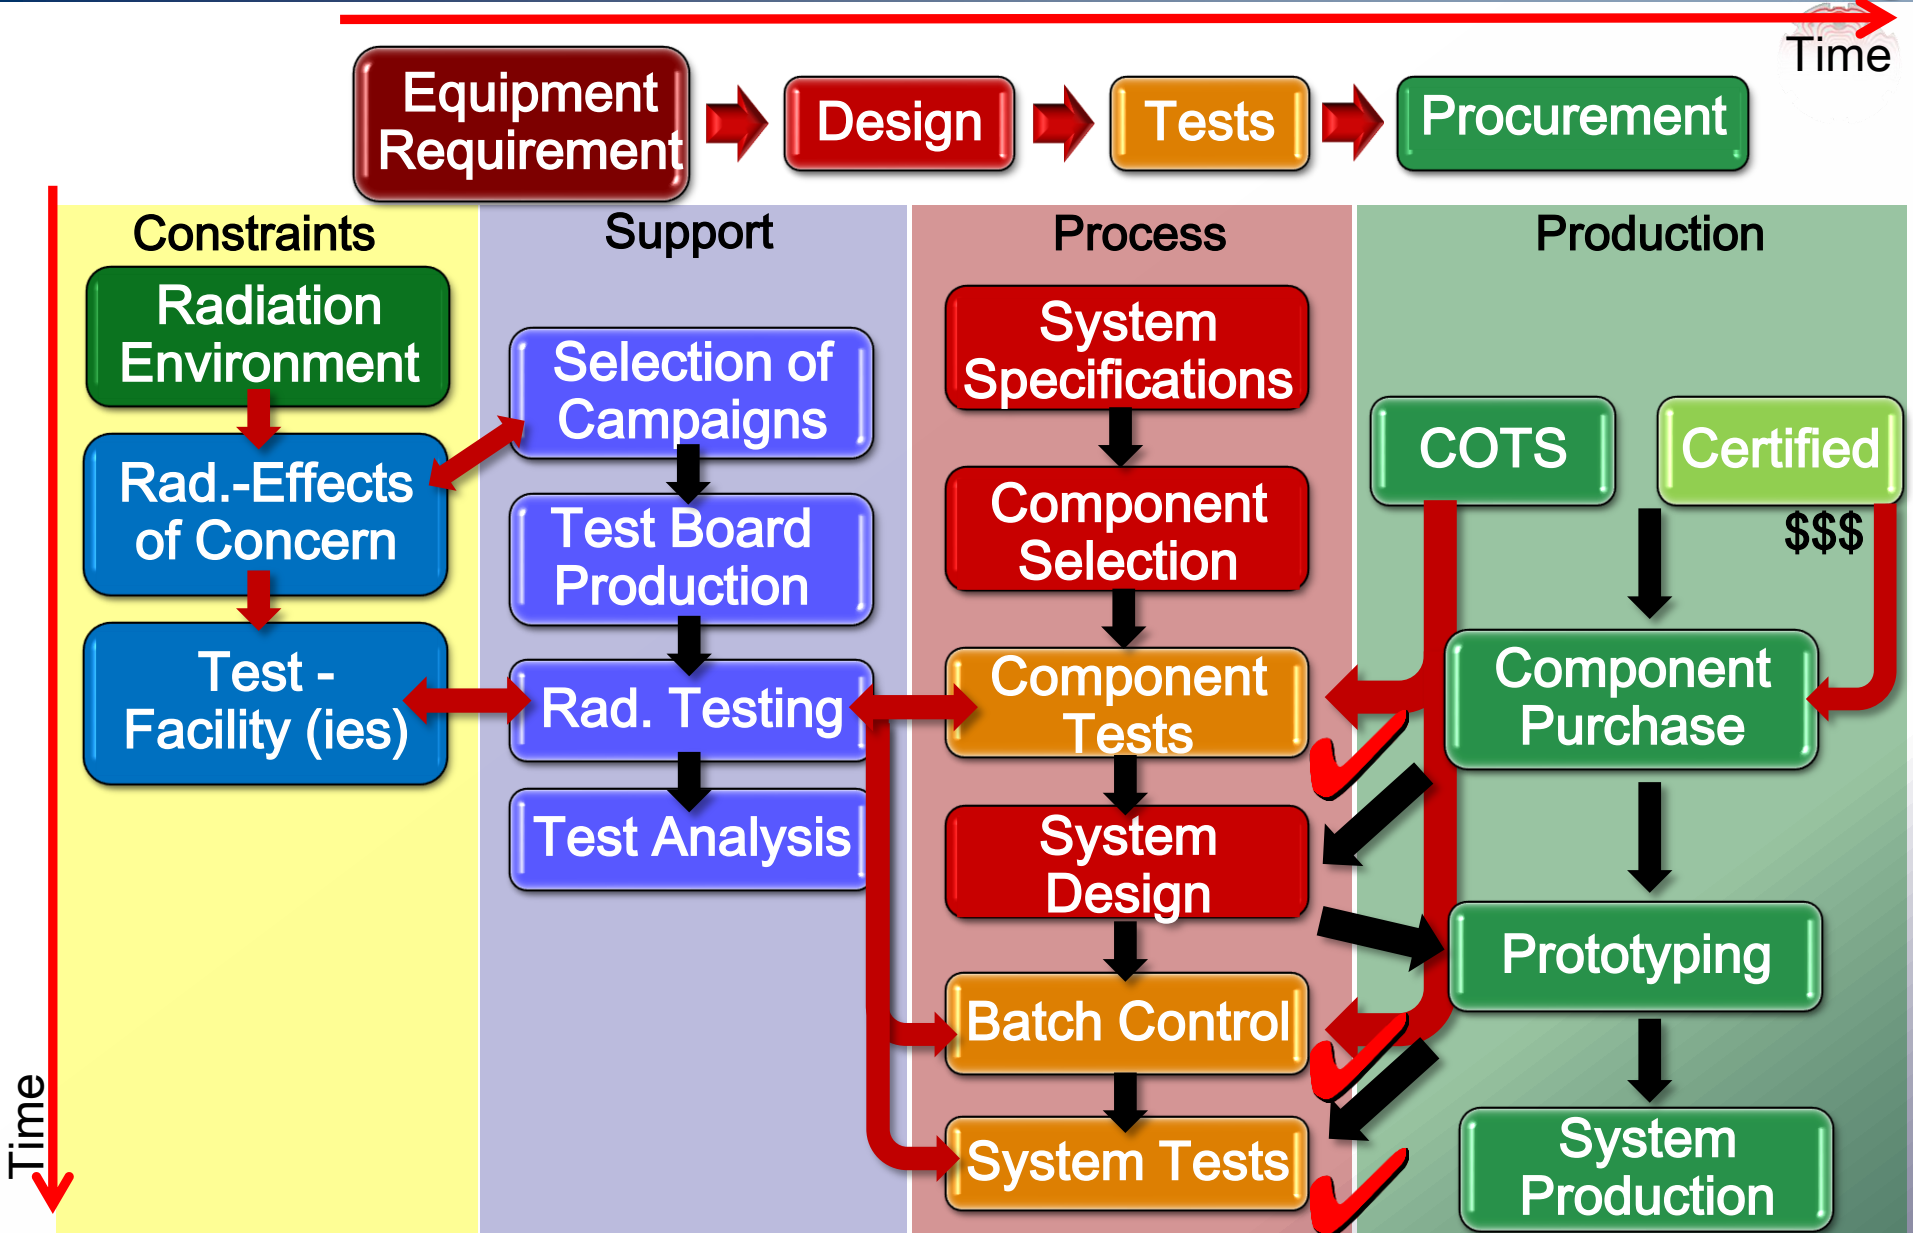 Time
Equipment
Requirement
Design
Tests
Procurement
Constraints
Radiation
Environment
Rad.-Effects
of Concern
Test -
Facility (ies)
Support
Selection of
Campaigns
Test Board
Production
Rad. Testing
Test Analysis
Process
System
Specifications
Component
Selection
Component
Tests
System
Design
Batch Control
System Tests
Production
COTS
Certified
$$$
Component
Purchase
Prototyping
System
Production
Time